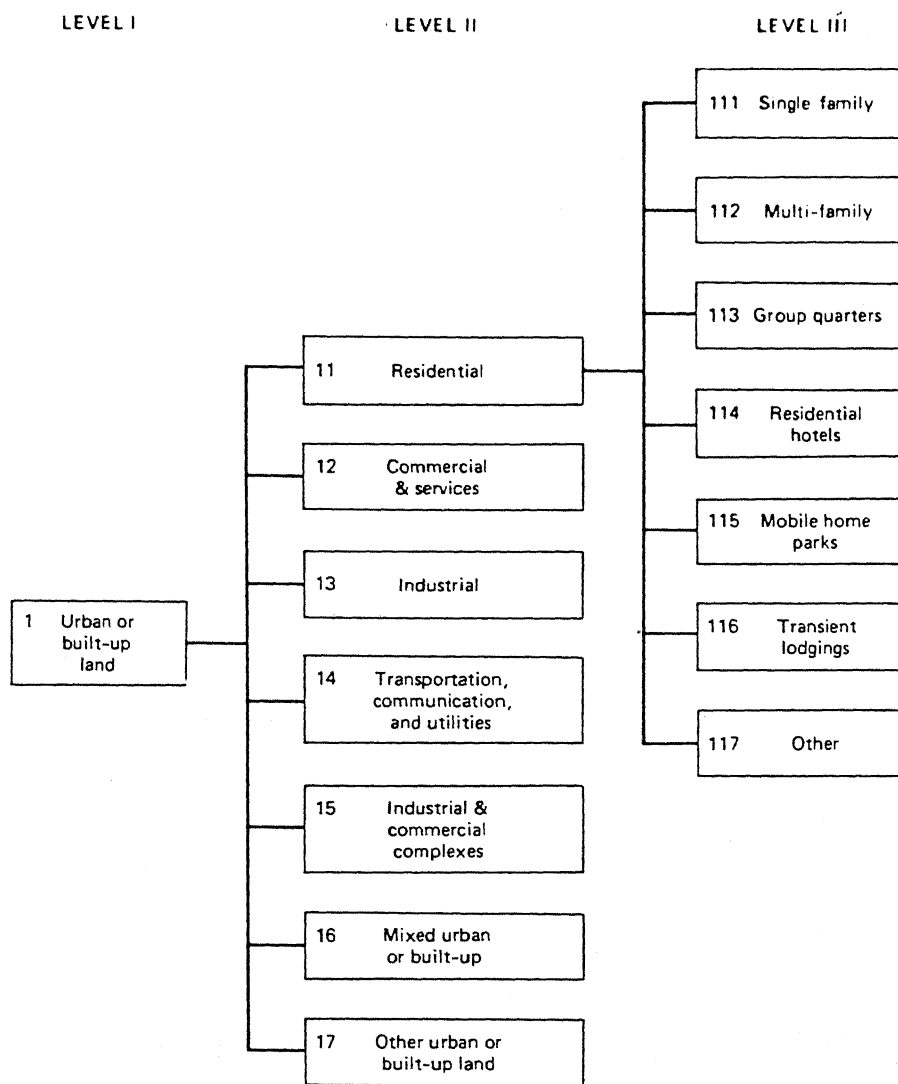 LEVEL I
LEVEL II
LEVEL III
1 Urban or
built-up
land
11 Residential
12 Commercial
& services
13 Industrial
14 Transportation,
communication,
and utilities
15 Industrial &
commercial
complexes
16 Mixed urban
or built-up
17 Other urban or
built-up land
111 Single family
112 Multi-family
113 Group quarters
114 Residential
hotels
115 Mobile home
parks
116 Transient
lodgings
117 Other